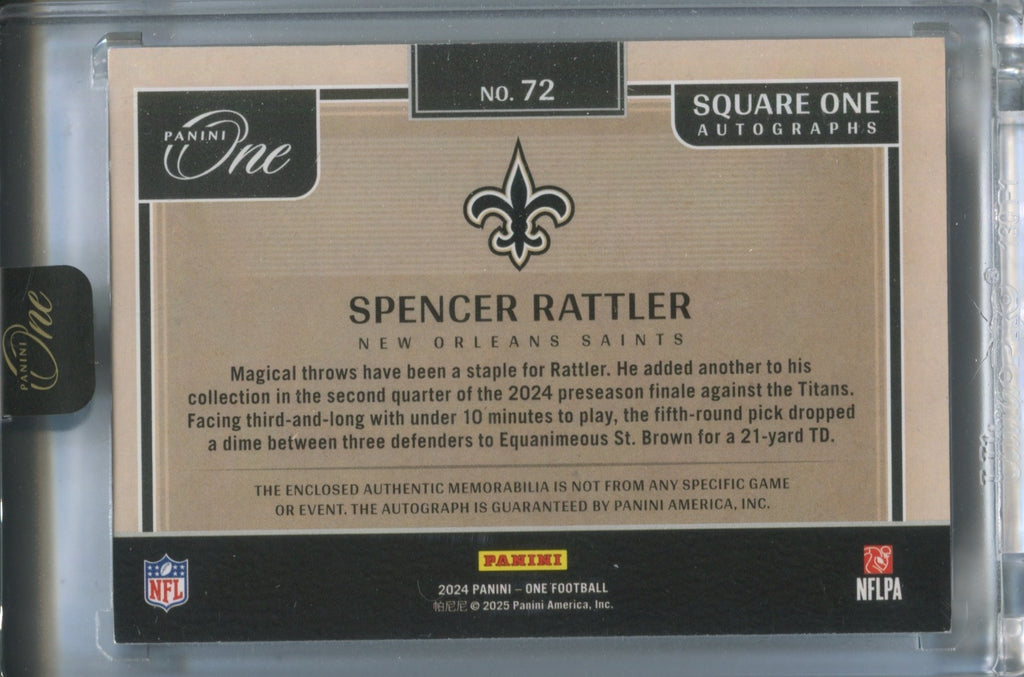 NO. 72
PANINI
One
SQUARE ONE
AUTOGRAPHS
PANINI
One
SPENCER RATTLER
NEW ORLEANS SAINTS
Magical throws have been a staple for Rattler. He added another to his
collection in the second quarter of the 2024 preseason finale against the Titans.
Facing third-and-long with under 10 minutes to play, the fifth-round pick dropped
a dime between three defenders to Equanimeous St. Brown for a 21-yard TD.
THE ENCLOSED AUTHENTIC MEMORABILIA IS NOT FROM ANY SPECIFIC GAME
OR EVENT. THE AUTOGRAPH IS GUARANTEED BY PANINI AMERICA, INC.
NFL
PANINI
NFLPA
2024 PANINI – ONE FOOTBALL
帕尼尼 © 2025 Panini America, Inc.